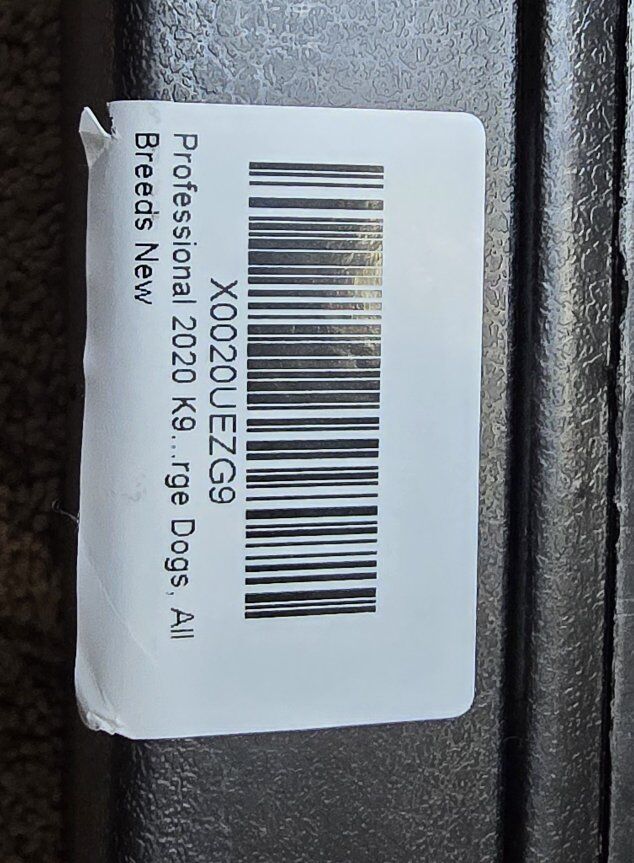 X0020UEZG9
Professional 2020 K9...rge Dogs, All
Breeds New